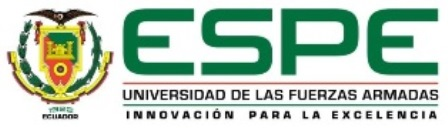 ESPE
UNIVERSIDAD DE LAS FUERZAS ARMADAS
INNOVACIÓN PARA LA EXCELENCIA
ECUADOR